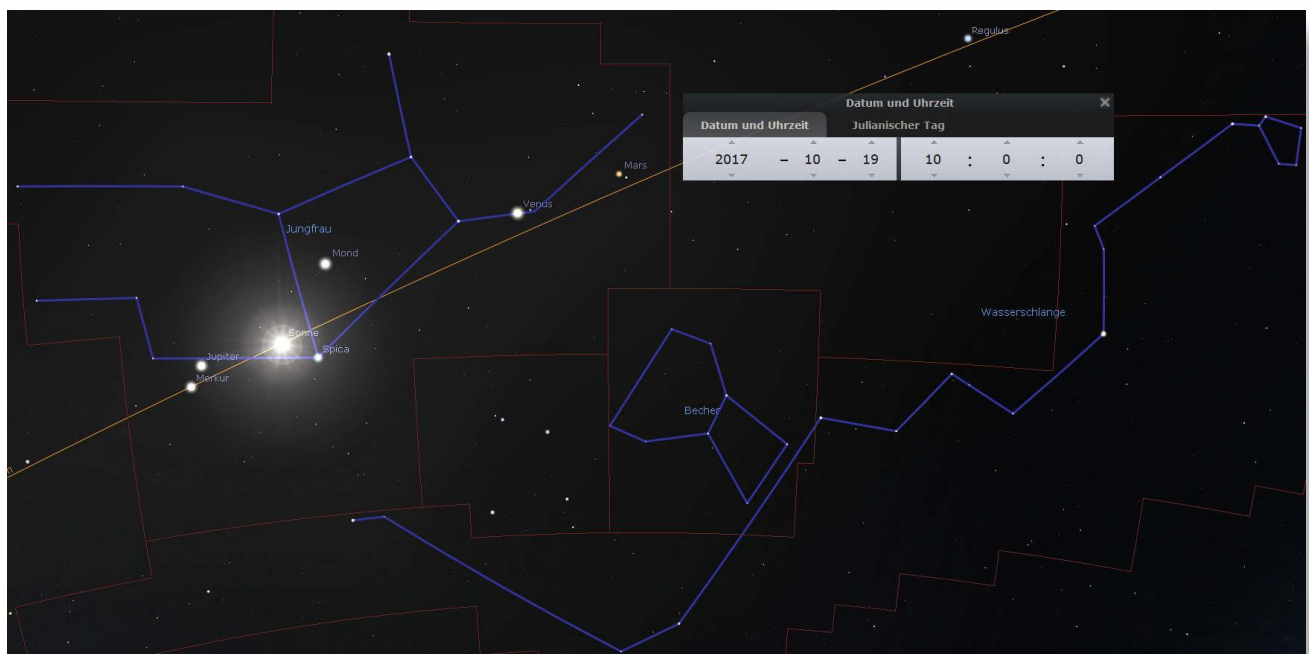 Regulus
Datum und Uhrzeit ×
Datum und Uhrzeit Julianischer Tag
2017 – 10 – 19 10 : 0 : 0
Mars
Venus
Jungfrau
Mond
Wasserschlange
Sonne
Spica
Jupiter
Merkur
Becher